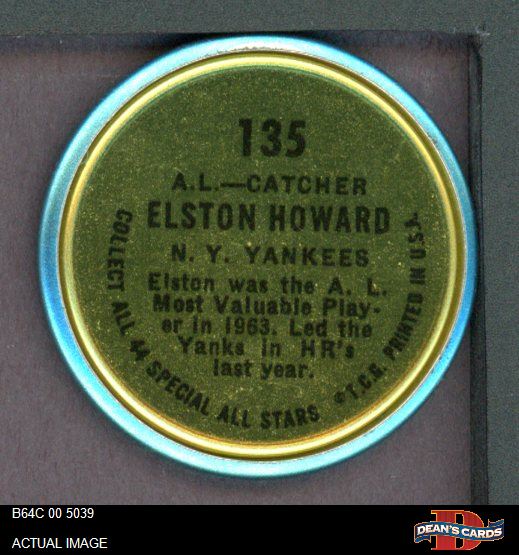 135
A.L.—CATCHER
ELSTON HOWARD
N. Y. YANKEES
Elston was the A. L.
Most Valuable Play-
er in 1963. Led the
Yanks in HR's
last year.
COLLECT ALL 44 SPECIAL ALL STARS
©T.C.G. PRINTED IN U.S.A.
B64C 00 5039
ACTUAL IMAGE
D
DEAN'S CARDS